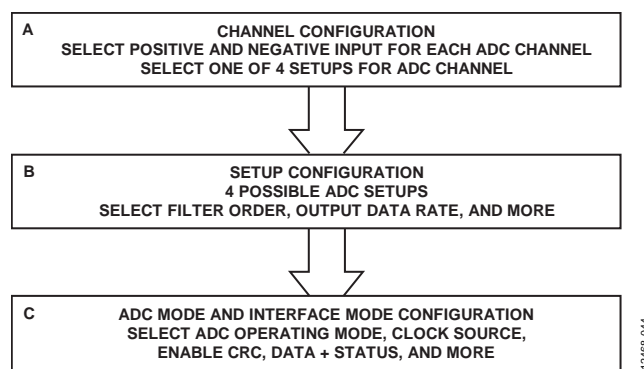 A
CHANNEL CONFIGURATION
SELECT POSITIVE AND NEGATIVE INPUT FOR EACH ADC CHANNEL
SELECT ONE OF 4 SETUPS FOR ADC CHANNEL
B
SETUP CONFIGURATION
4 POSSIBLE ADC SETUPS
SELECT FILTER ORDER, OUTPUT DATA RATE, AND MORE
C
ADC MODE AND INTERFACE MODE CONFIGURATION
SELECT ADC OPERATING MODE, CLOCK SOURCE,
ENABLE CRC, DATA + STATUS, AND MORE